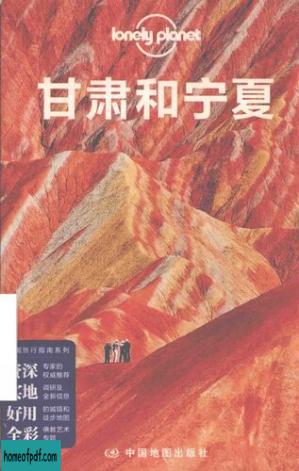 lonely planet
甘肃和宁夏
旅行指南系列
资深 专家的
权威推荐
实地 调研及
全新信息
好用 的城镇和
徒步地图
全彩 佛教艺术
专题
中国地图出版社
homeofpdf.com